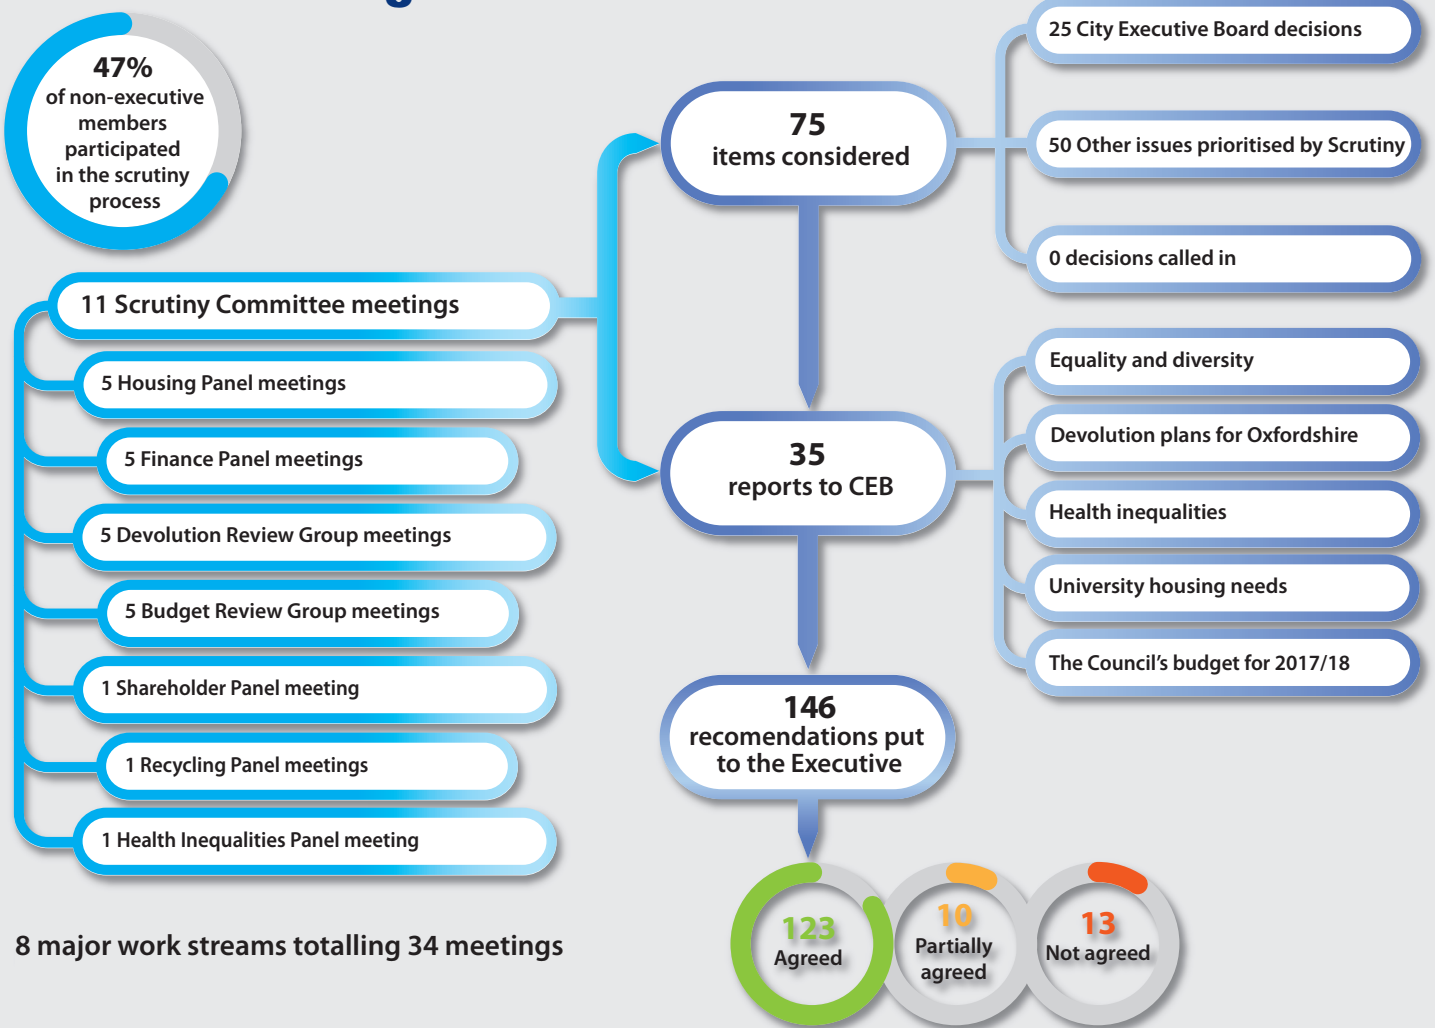 47%
of non-executive
members
participated
in the scrutiny
process
11 Scrutiny Committee meetings
5 Housing Panel meetings
5 Finance Panel meetings
5 Devolution Review Group meetings
5 Budget Review Group meetings
1 Shareholder Panel meeting
1 Recycling Panel meetings
1 Health Inequalities Panel meeting
8 major work streams totalling 34 meetings
75
items considered
35
reports to CEB
146
recomendations put
to the Executive
123
Agreed
10
Partially
agreed
13
Not agreed
25 City Executive Board decisions
50 Other issues prioritised by Scrutiny
0 decisions called in
Equality and diversity
Devolution plans for Oxfordshire
Health inequalities
University housing needs
The Council's budget for 2017/18